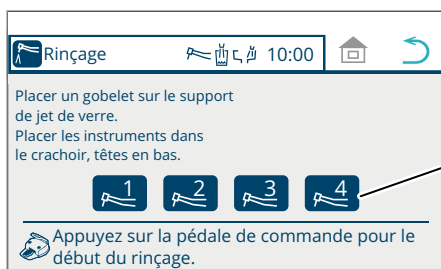 Rinçage 10:00
Placer un gobelet sur le support
de jet de verre.
Placer les instruments dans
le crachoir, têtes en bas.
1 2 3 4
Appuyez sur la pédale de commande pour le
début du rinçage.